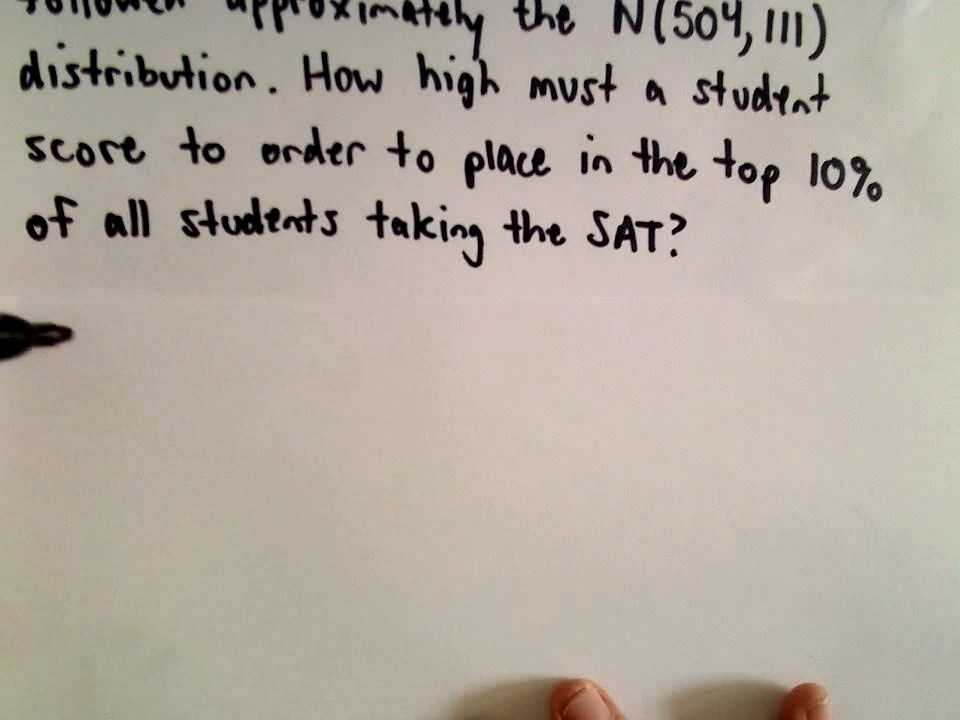 followed approximately the N(504,111)
distribution. How high must a student
score to order to place in the top 10%
of all students taking the SAT?